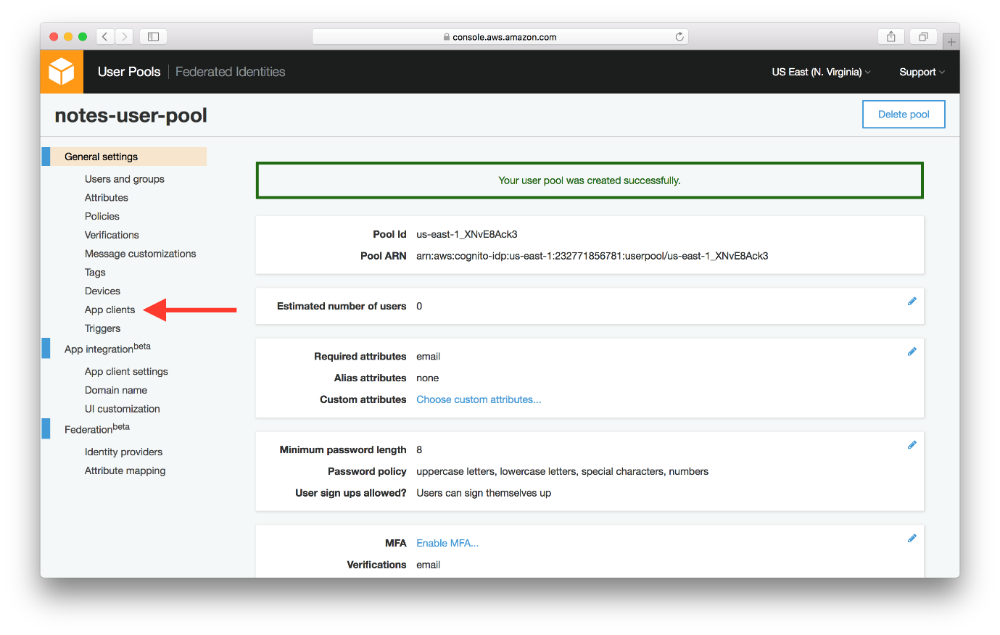 console.aws.amazon.com
User Pools
Federated Identities
US East (N. Virginia)
Support
notes-user-pool
Delete pool
General settings
Users and groups
Attributes
Policies
Verifications
Message customizations
Tags
Devices
App clients
Triggers
App integration beta
App client settings
Domain name
UI customization
Federation beta
Identity providers
Attribute mapping
Your user pool was created successfully.
Pool Id us-east-1_XNvE8Ack3
Pool ARN arn:aws:cognito-idp:us-east-1:232771856781:userpool/us-east-1_XNvE8Ack3
Estimated number of users 0
Required attributes email
Alias attributes none
Custom attributes Choose custom attributes...
Minimum password length 8
Password policy uppercase letters, lowercase letters, special characters, numbers
User sign ups allowed? Users can sign themselves up
MFA Enable MFA...
Verifications email